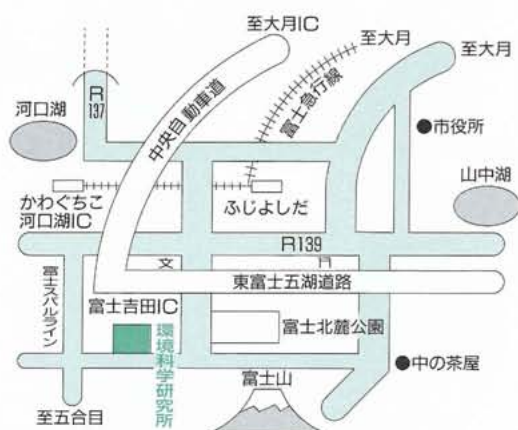 至大月IC
至大月
至大月
R
137
中央自動車道
富士急行線
河口湖
●市役所
山中湖
かわぐちこ
ふじよしだ
河口湖IC
R139
文
東富士五湖道路
富士スバルライン
富士吉田IC
環境科学研究所
富士北麓公園
●中の茶屋
富士山
至五合目